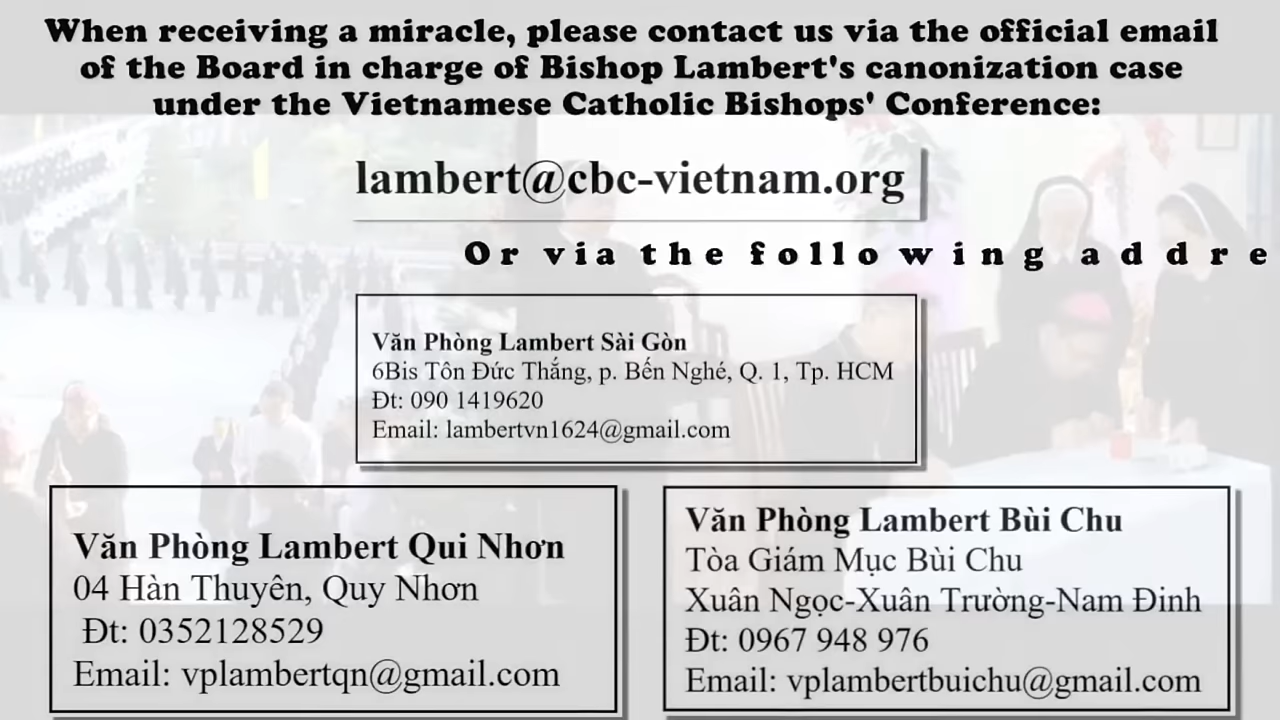 When receiving a miracle, please contact us via the official email
of the Board in charge of Bishop Lambert's canonization case
under the Vietnamese Catholic Bishops' Conference:
lambert@cbc-vietnam.org
Or via the following addre
Văn Phòng Lambert Sài Gòn
6Bis Tôn Đức Thắng, p. Bến Nghé, Q. 1, Tp. HCM
Đt: 090 1419620
Email: lambertvn1624@gmail.com
Văn Phòng Lambert Qui Nhơn
04 Hàn Thuyên, Quy Nhơn
Đt: 0352128529
Email: vplambertqn@gmail.com
Văn Phòng Lambert Bùi Chu
Tòa Giám Mục Bùi Chu
Xuân Ngọc-Xuân Trường-Nam Đinh
Đt: 0967 948 976
Email: vplambertbuichu@gmail.com